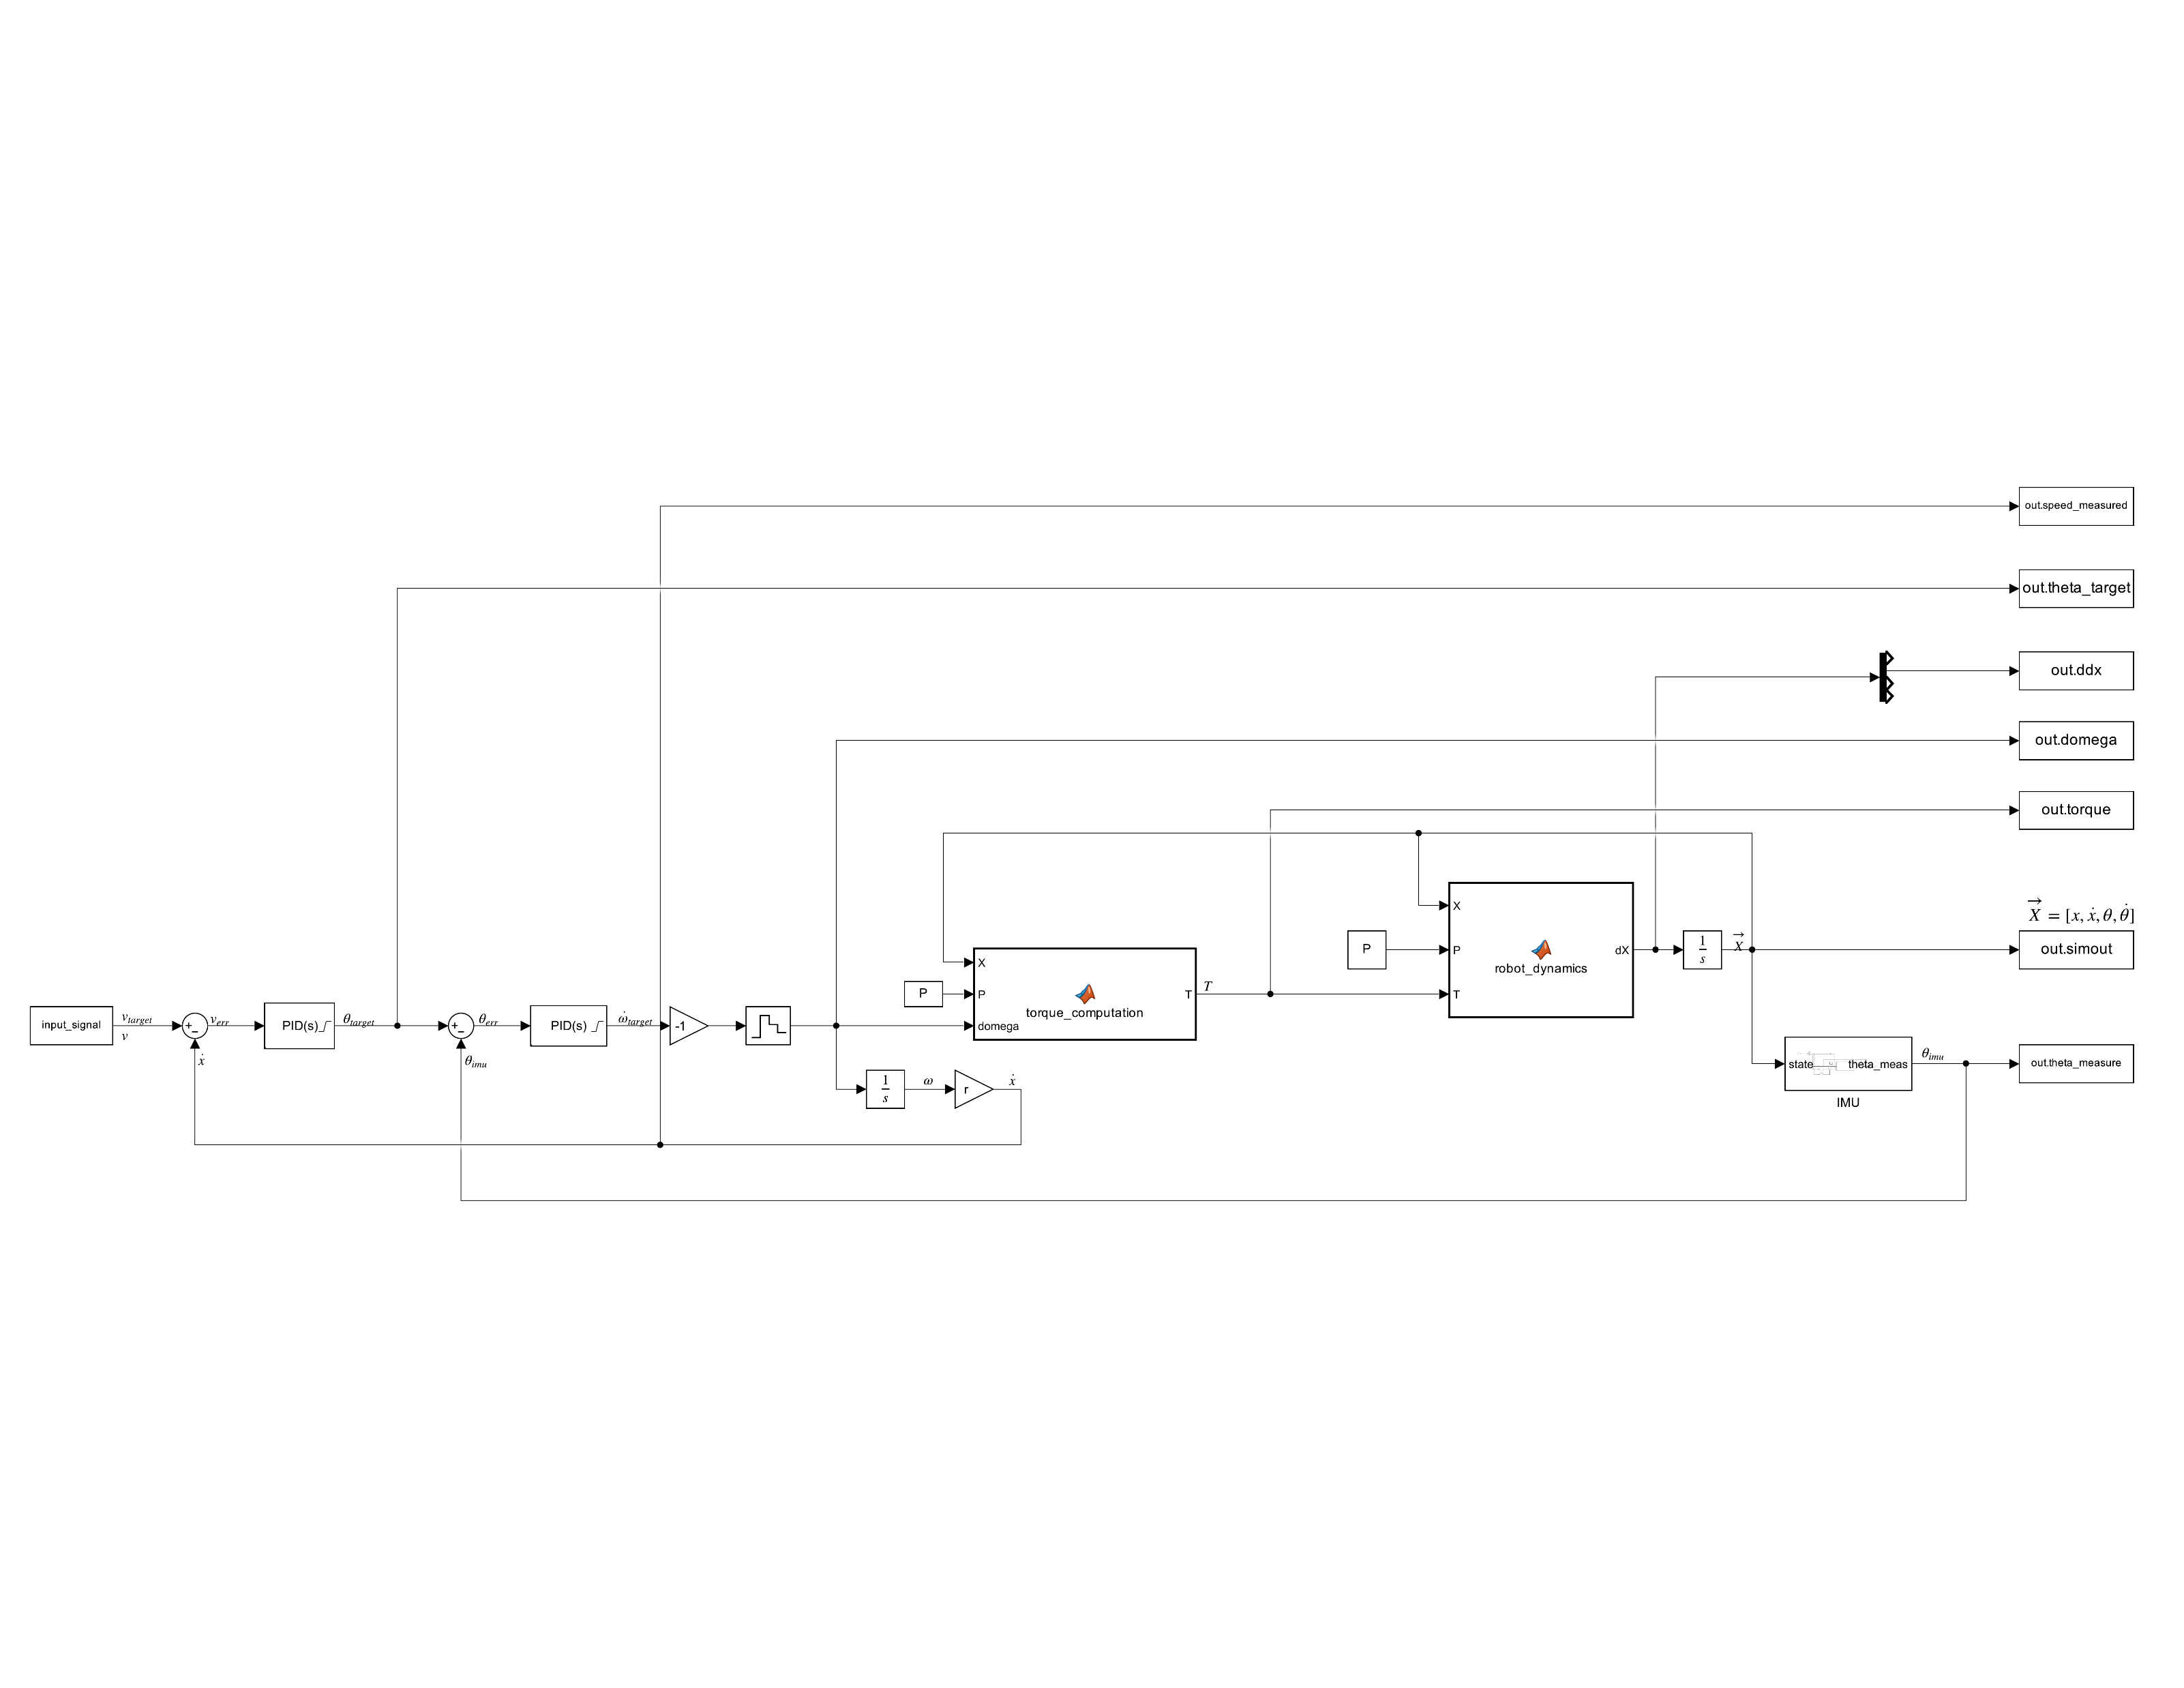 out.speed_measured
out.theta_target
out.ddx
out.domega
out.torque
X⃗ = [x, ẋ, θ, θ̇]
out.simout
X
P
robot_dynamics
dX
T
P
1
s
X⃗
X
P
T
T
torque_computation
domega
P
input_signal
v_target
v
+
−
v_err
PID(s)
θ_target
+
−
θ_err
PID(s)
ω̇_target
-1
ẋ
θ_imu
1
s
ω
r
ẋ
state
theta_meas
IMU
θ_imu
out.theta_measure